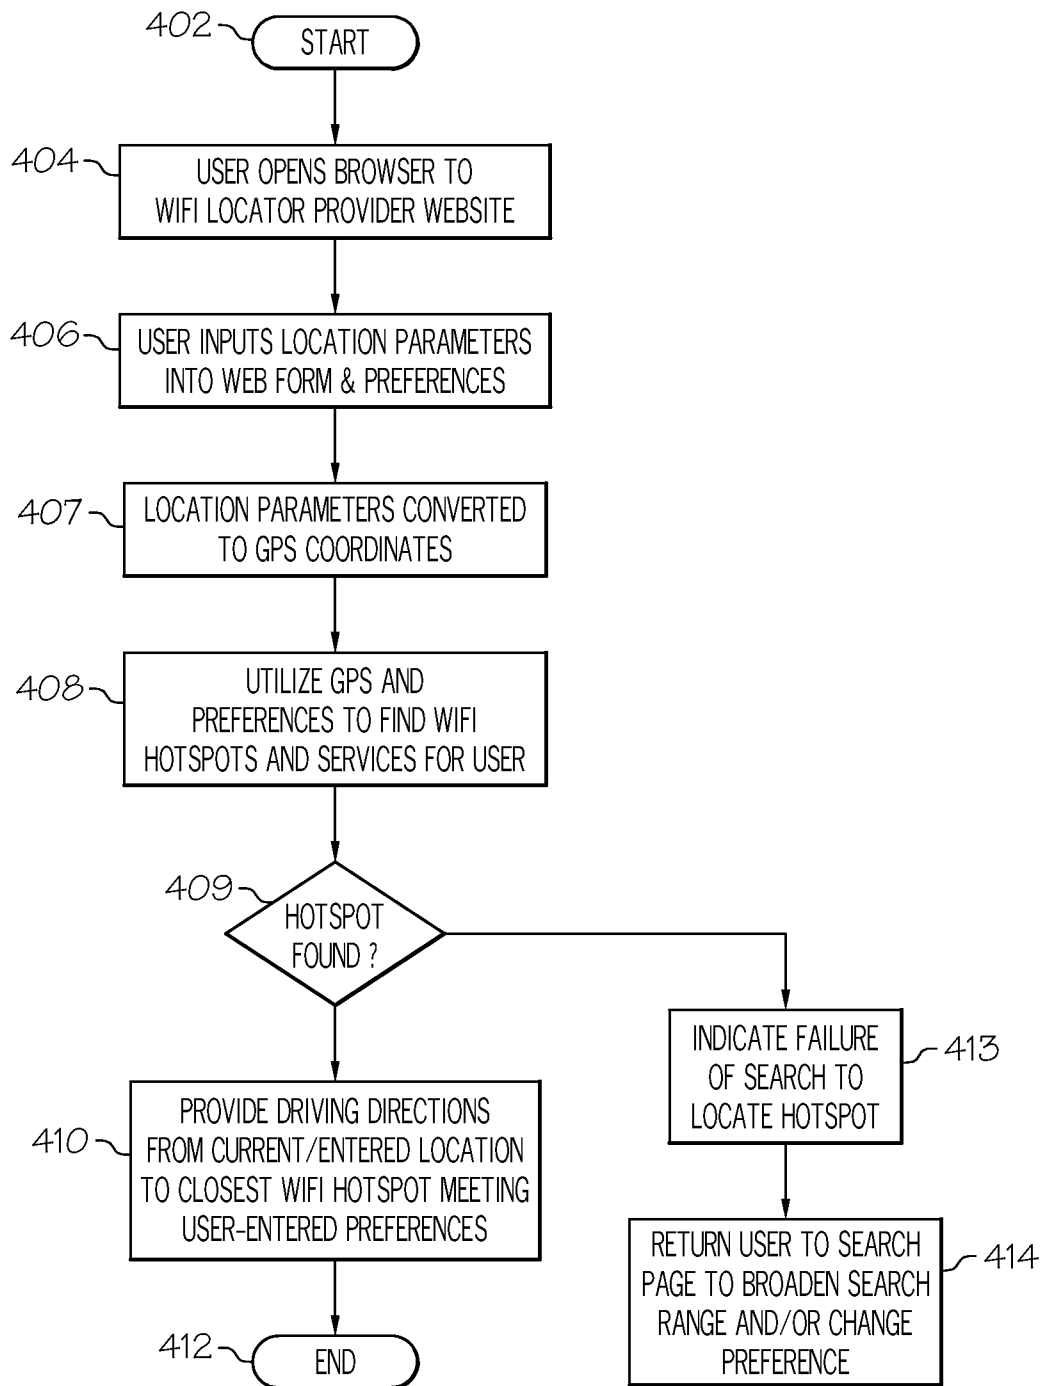 402
START
404
USER OPENS BROWSER TO
WIFI LOCATOR PROVIDER WEBSITE
406
USER INPUTS LOCATION PARAMETERS
INTO WEB FORM & PREFERENCES
407
LOCATION PARAMETERS CONVERTED
TO GPS COORDINATES
408
UTILIZE GPS AND
PREFERENCES TO FIND WIFI
HOTSPOTS AND SERVICES FOR USER
409
HOTSPOT
FOUND ?
410
PROVIDE DRIVING DIRECTIONS
FROM CURRENT/ENTERED LOCATION
TO CLOSEST WIFI HOTSPOT MEETING
USER-ENTERED PREFERENCES
412
END
INDICATE FAILURE
OF SEARCH TO
LOCATE HOTSPOT
413
RETURN USER TO SEARCH
PAGE TO BROADEN SEARCH
RANGE AND/OR CHANGE
PREFERENCE
414